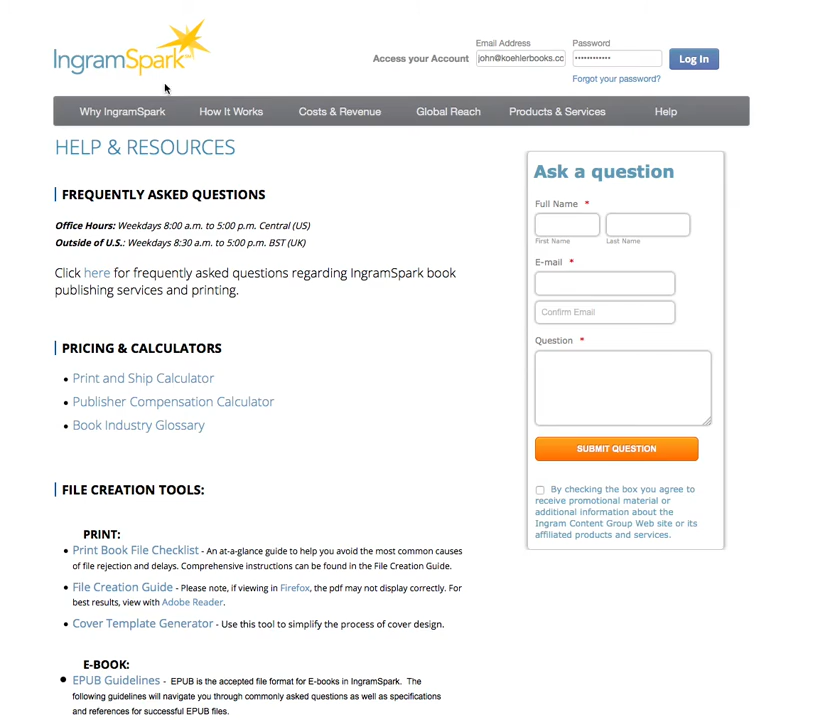 IngramSpark
Email Address
Password
Access your Account
john@koehlerbooks.cc
••••••••••••
Log In
Forgot your password?
Why IngramSpark
How It Works
Costs & Revenue
Global Reach
Products & Services
Help
HELP & RESOURCES
FREQUENTLY ASKED QUESTIONS
Office Hours: Weekdays 8:00 a.m. to 5:00 p.m. Central (US)
Outside of U.S.: Weekdays 8:30 a.m. to 5:00 p.m. BST (UK)
Click here for frequently asked questions regarding IngramSpark book
publishing services and printing.
PRICING & CALCULATORS
• Print and Ship Calculator
• Publisher Compensation Calculator
• Book Industry Glossary
FILE CREATION TOOLS:
PRINT:
• Print Book File Checklist - An at-a-glance guide to help you avoid the most common causes
of file rejection and delays. Comprehensive instructions can be found in the File Creation Guide.
• File Creation Guide - Please note, if viewing in Firefox, the pdf may not display correctly. For
best results, view with Adobe Reader.
• Cover Template Generator - Use this tool to simplify the process of cover design.
E-BOOK:
• EPUB Guidelines - EPUB is the accepted file format for E-books in IngramSpark. The
following guidelines will navigate you through commonly asked questions as well as specifications
and references for successful EPUB files.
Ask a question
Full Name *
First Name
Last Name
E-mail *
Confirm Email
Question *
SUBMIT QUESTION
By checking the box you agree to
receive promotional material or
additional information about the
Ingram Content Group Web site or its
affiliated products and services.